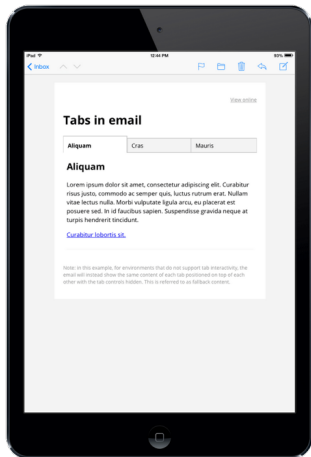 iPad 12:44 PM 93%
Inbox
View online
Tabs in email
Aliquam Cras Mauris
Aliquam
Lorem ipsum dolor sit amet, consectetur adipiscing elit. Curabitur
risus justo, commodo ac semper quis, luctus rutrum erat. Nullam
vitae lectus nulla. Morbi vulputate ligula arcu, eu placerat est
posuere sed. In id faucibus sapien. Suspendisse gravida neque at
turpis hendrerit tincidunt.
Curabitur lobortis sit.
Note: In this example, for environments that do not support tab interactivity, the
email will instead show the same content of each tab positioned on top of each
other with the tab controls hidden. This is referred to as fallback content.